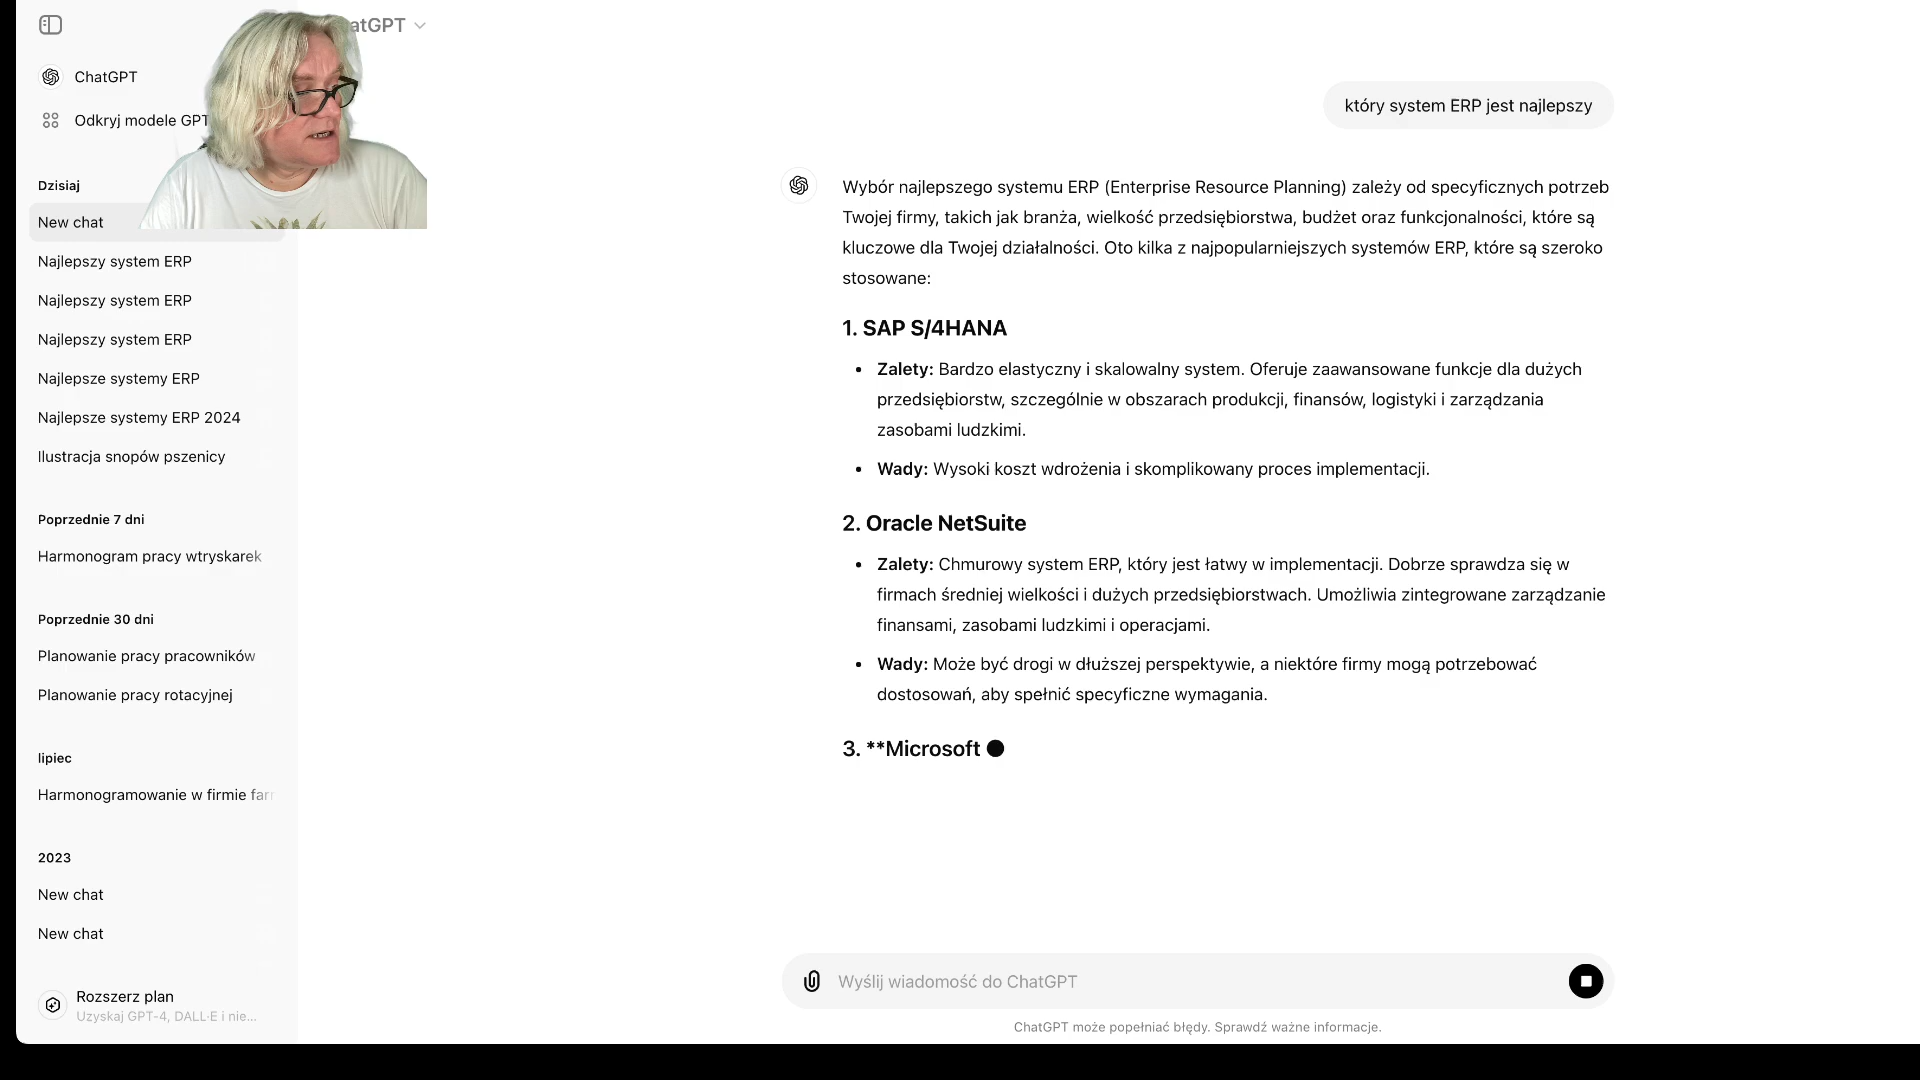 atGPT
ChatGPT
Odkryj modele GPT
Dzisiaj
New chat
Najlepszy system ERP
Najlepszy system ERP
Najlepszy system ERP
Najlepsze systemy ERP
Najlepsze systemy ERP 2024
Ilustracja snopów pszenicy
Poprzednie 7 dni
Harmonogram pracy wtryskarek
Poprzednie 30 dni
Planowanie pracy pracowników
Planowanie pracy rotacyjnej
lipiec
Harmonogramowanie w firmie farm
2023
New chat
New chat
Rozszerz plan
Uzyskaj GPT-4, DALL·E i nie...
który system ERP jest najlepszy
Wybór najlepszego systemu ERP (Enterprise Resource Planning) zależy od specyficznych potrzeb
Twojej firmy, takich jak branża, wielkość przedsiębiorstwa, budżet oraz funkcjonalności, które są
kluczowe dla Twojej działalności. Oto kilka z najpopularniejszych systemów ERP, które są szeroko
stosowane:
1. SAP S/4HANA
• Zalety: Bardzo elastyczny i skalowalny system. Oferuje zaawansowane funkcje dla dużych
przedsiębiorstw, szczególnie w obszarach produkcji, finansów, logistyki i zarządzania
zasobami ludzkimi.
• Wady: Wysoki koszt wdrożenia i skomplikowany proces implementacji.
2. Oracle NetSuite
• Zalety: Chmurowy system ERP, który jest łatwy w implementacji. Dobrze sprawdza się w
firmach średniej wielkości i dużych przedsiębiorstwach. Umożliwia zintegrowane zarządzanie
finansami, zasobami ludzkimi i operacjami.
• Wady: Może być drogi w dłuższej perspektywie, a niektóre firmy mogą potrzebować
dostosowań, aby spełnić specyficzne wymagania.
3. **Microsoft
Wyślij wiadomość do ChatGPT
ChatGPT może popełniać błędy. Sprawdź ważne informacje.